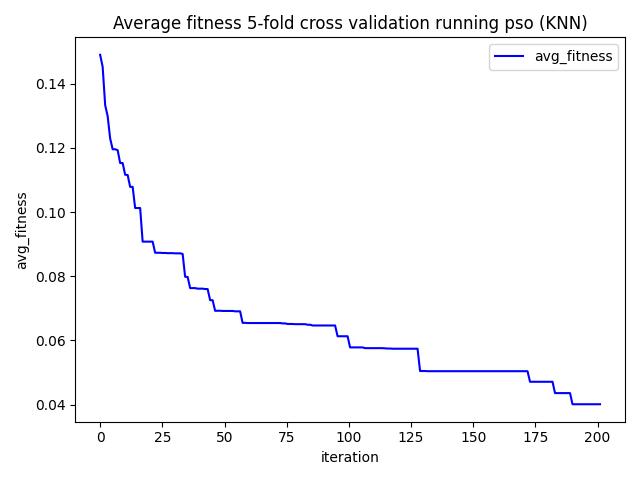 Average fitness 5-fold cross validation running pso (KNN)
avg_fitness
0.14
0.12
0.10
0.08
0.06
0.04
avg_fitness
0 25 50 75 100 125 150 175 200
iteration